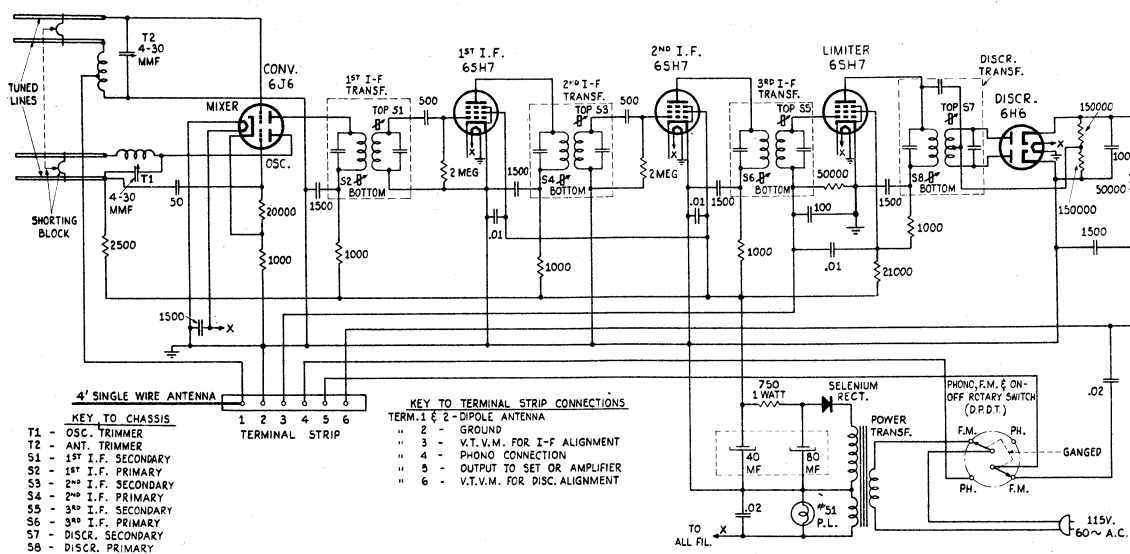 T2
4-30
MMF
TUNED
LINES
CONV.
6J6
MIXER
OSC.
T1
4-30
MMF
50
SHORTING
BLOCK
2500
20000
1000
1500
X
1ST I-F
TRANSF.
TOP S1
S2
BOTTOM
1500
1000
1ST I.F.
6SH7
500
X
2 MEG
1500
.01
2ND I-F
TRANSF.
TOP S3
S4
BOTTOM
1000
2ND I.F.
6SH7
500
X
2 MEG
1500
.01
3RD I-F
TRANSF.
TOP S5
S6
BOTTOM
1000
LIMITER
6SH7
X
50000
100
1500
.01
21000
DISCR.
TRANSF.
TOP S7
S8
BOTTOM
1000
DISCR.
6H6
150000
X
100
50000
150000
1500
.02
4' SINGLE WIRE ANTENNA
1 2 3 4 5 6
TERMINAL STRIP
KEY TO CHASSIS
T1 - OSC. TRIMMER
T2 - ANT. TRIMMER
S1 - 1ST I.F. SECONDARY
S2 - 1ST I.F. PRIMARY
S3 - 2ND I.F. SECONDARY
S4 - 2ND I.F. PRIMARY
S5 - 3RD I.F. SECONDARY
S6 - 3RD I.F. PRIMARY
S7 - DISCR. SECONDARY
S8 - DISCR. PRIMARY
KEY TO TERMINAL STRIP CONNECTIONS
TERM. 1 & 2 - DIPOLE ANTENNA
" 2 - GROUND
" 3 - V.T.V.M. FOR I-F ALIGNMENT
" 4 - PHONO CONNECTION
" 5 - OUTPUT TO SET OR AMPLIFIER
" 6 - V.T.V.M. FOR DISC. ALIGNMENT
750
1 WATT
SELENIUM
RECT.
40
MF
80
MF
POWER
TRANSF.
.02
#51
P.L.
TO
ALL FIL.
X
PHONO, F.M. & ON-
OFF ROTARY SWITCH
(D.P.D.T.)
F.M.
PH.
GANGED
PH.
F.M.
115V.
60~ A.C.